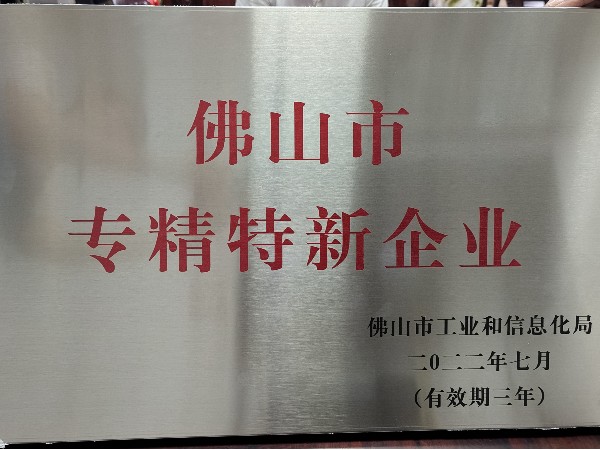 佛山市
专精特新企业
佛山市工业和信息化局
二〇二二年七月
（有效期三年）